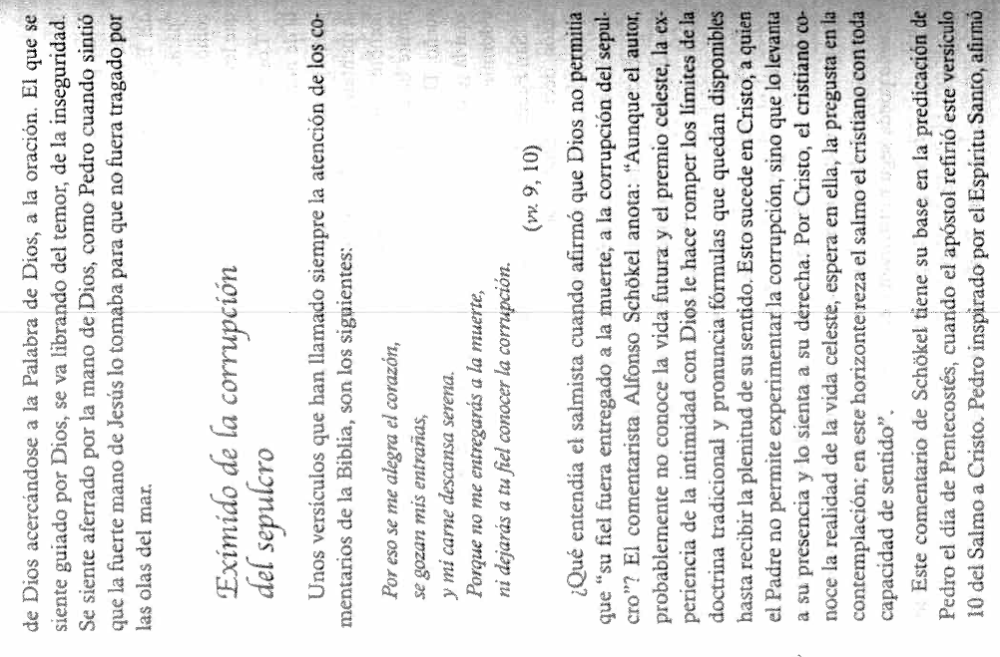 de Dios acercándose a la Palabra de Dios, a la oración. El que se
siente guiado por Dios, se va librando del temor, de la inseguridad.
Se siente aferrado por la mano de Dios, como Pedro cuando sintió
que la fuerte mano de Jesús lo tomaba para que no fuera tragado por
las olas del mar.
Eximido de la corrupción
del sepulcro
Unos versículos que han llamado siempre la atención de los co-
mentarios de la Biblia, son los siguientes:
Por eso se me alegra el corazón,
se gozan mis entrañas,
y mi carne descansa serena.
Porque no me entregarás a la muerte,
ni dejarás a tu fiel conocer la corrupción.
(vv. 9, 10)
¿Qué entendía el salmista cuando afirmó que Dios no permitía
que “su fiel fuera entregado a la muerte, a la corrupción del sepul-
cro”? El comentarista Alfonso Schökel anota: “Aunque el autor,
probablemene no conoce la vida futura y el premio celeste, la ex-
periencia de la intimidad con Dios le hace romper los límites de la
doctrina tradicional y pronuncia fórmulas que quedan disponibles
hasta recibir la plenitud de su sentido. Esto sucede en Cristo, a quien
el Padre no permite experimentar la corrupción, sino que lo levanta
a su presencia y lo sienta a su derecha. Por Cristo, el cristiano co-
noce la realidad de la vida celeste, espera en ella, la pregusta en la
contemplación; en este horizonte reza el salmo el cristiano con toda
capacidad de sentido”.
Este comentario de Schökel tiene su base en la predicación de
Pedro el día de Pentecostés, cuando el apóstol refirió este versículo
10 del Salmo a Cristo. Pedro inspirado por el Espíritu Santo, afirmó